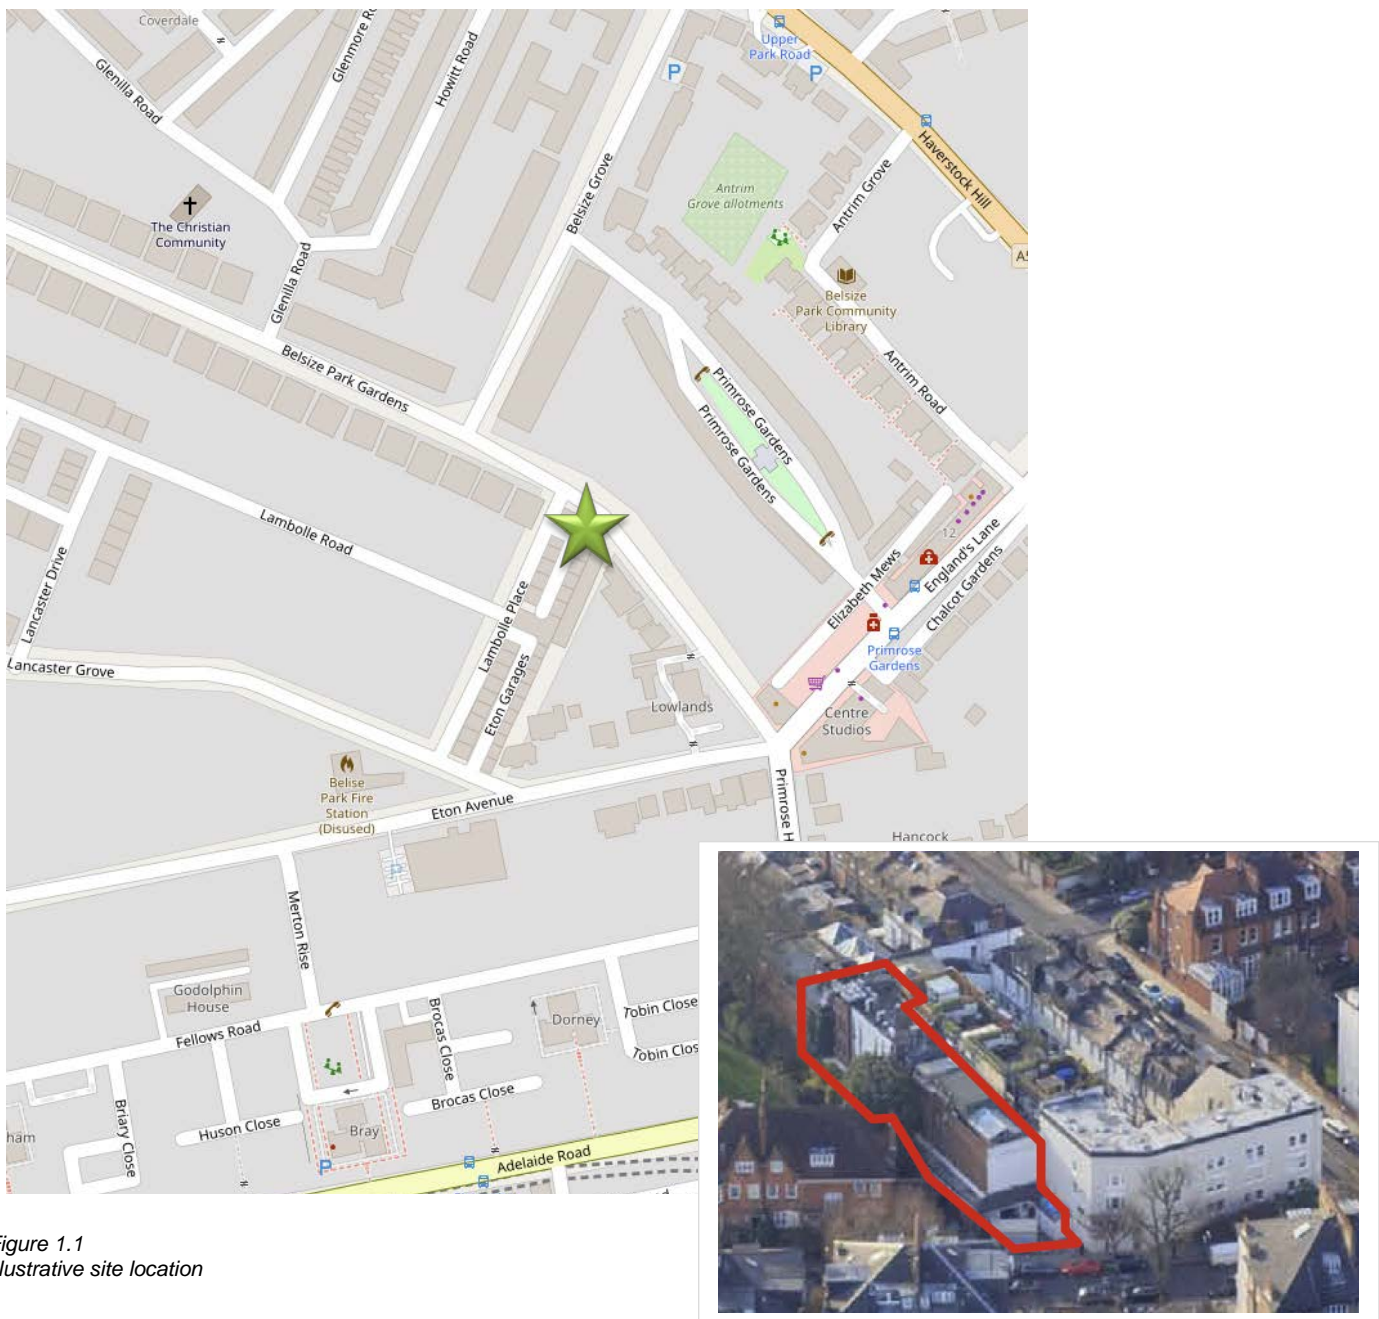 Coverdale
Glenmore Ro
Howitt Road
Glenilla Road
Upper
Park Road
P
P
Haverstock Hill
Belsize Grove
Antrim
Grove allotments
Antrim Grove
The Christian
Community
Glenilla Road
Belsize
Park Community
Library
Belsize Park Gardens
Antrim Road
Primrose Gardens
Primrose Gardens
Lambolle Road
12
England's Lane
Elizabeth Mews
Chalcot Gardens
Lancaster Drive
Lambolle Place
Lancaster Grove
Eton Garages
Primrose
Gardens
Lowlands
Centre
Studios
Belise
Park Fire
Station
(Disused)
Eton Avenue
Primrose H
Hancock
Merton Rise
Godolphin
House
Fellows Road
Brocas Close
Dorney
Tobin Close
Tobin Clos
Brocas Close
Briary Close
Huson Close
Bray
ham
P
Adelaide Road
igure 1.1
lustrative site location